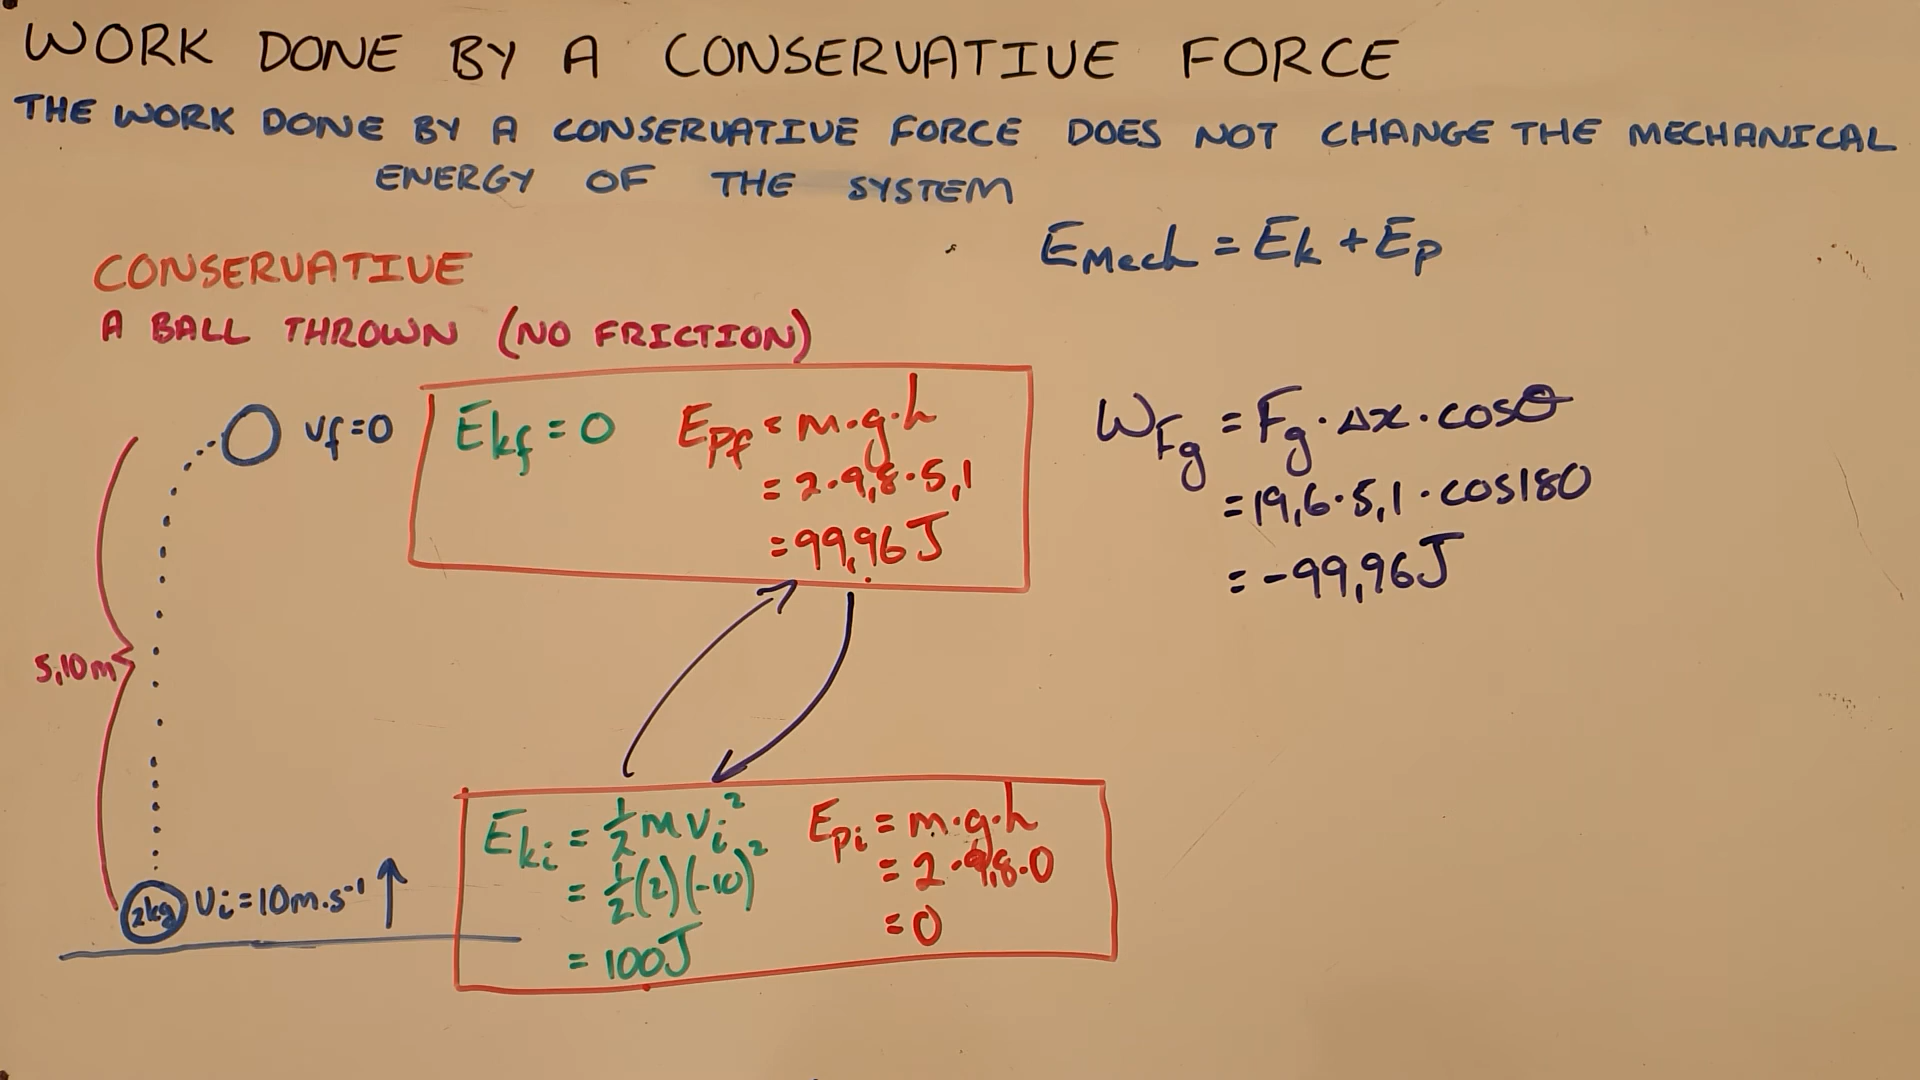 WORK DONE BY A CONSERVATIVE FORCE
THE WORK DONE BY A CONSERVATIVE FORCE DOES NOT CHANGE THE MECHANICAL
ENERGY OF THE SYSTEM
EMech = Ek + Ep
CONSERVATIVE
A BALL THROWN (NO FRICTION)
vf=0
Ekf = 0
Epf = m.g.h
= 2.9,8.5,1
= 99,96J
WFg = Fg.Δx.cosθ
= 19,6.5,1.cos180
= -99,96J
5,10m
2kg
Vi=10m.s⁻¹
Eki = ½mvi²
= ½(2)(-10)²
= 100J
Epi = m.g.h
= 2.9,8.0
= 0